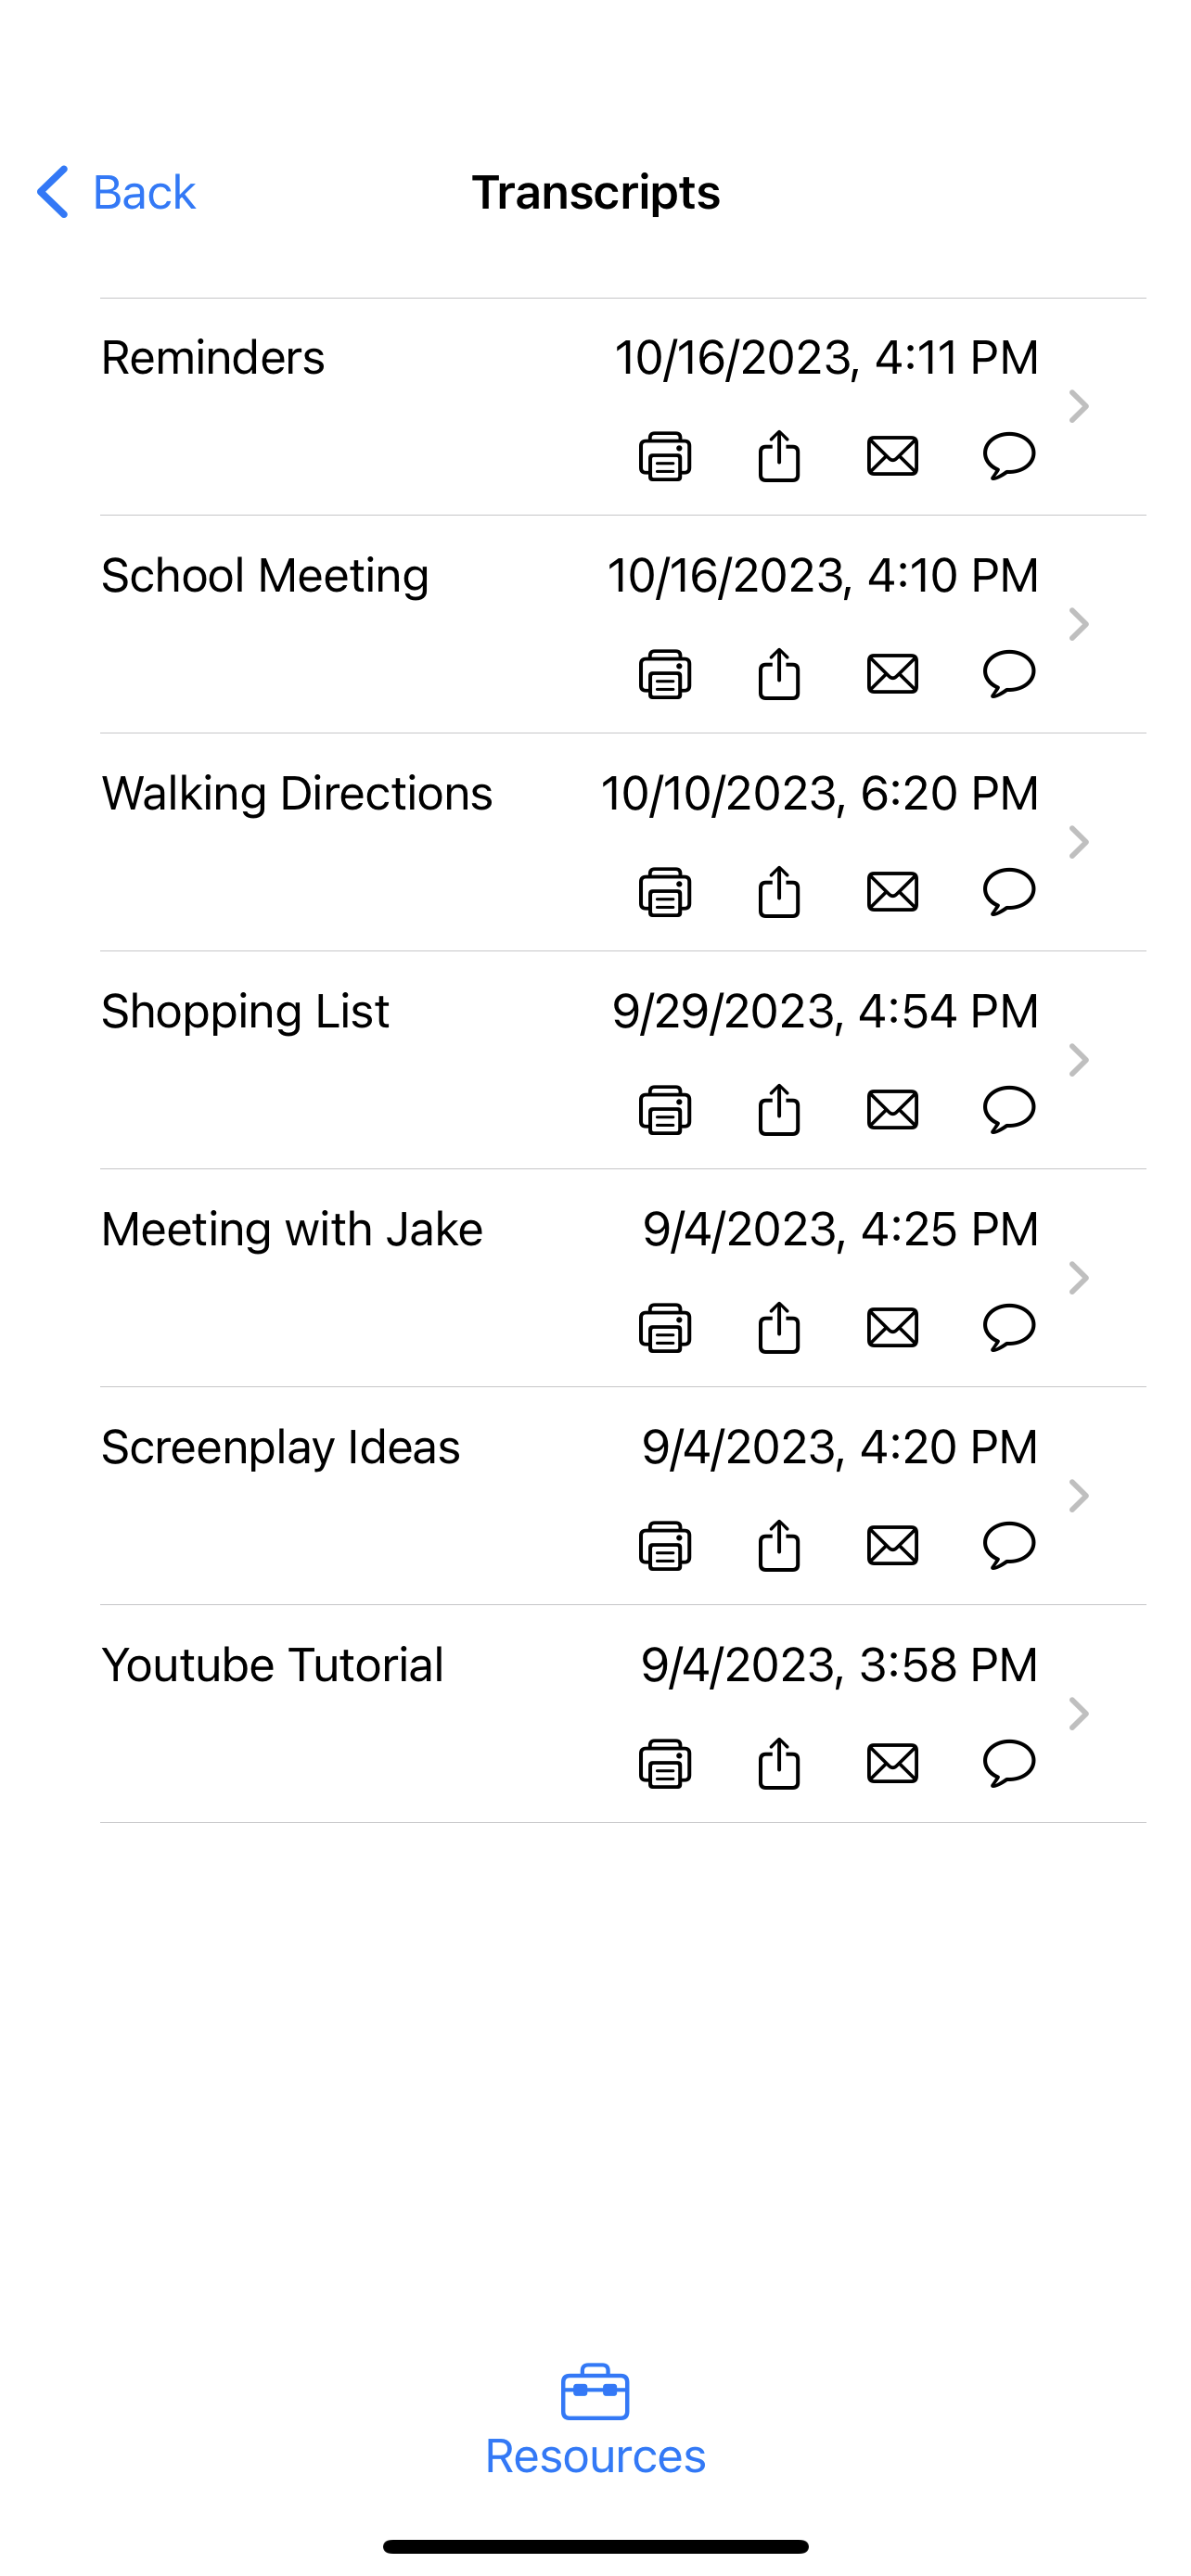 Back
Transcripts
Reminders 10/16/2023, 4:11 PM
School Meeting 10/16/2023, 4:10 PM
Walking Directions 10/10/2023, 6:20 PM
Shopping List 9/29/2023, 4:54 PM
Meeting with Jake 9/4/2023, 4:25 PM
Screenplay Ideas 9/4/2023, 4:20 PM
Youtube Tutorial 9/4/2023, 3:58 PM
Resources